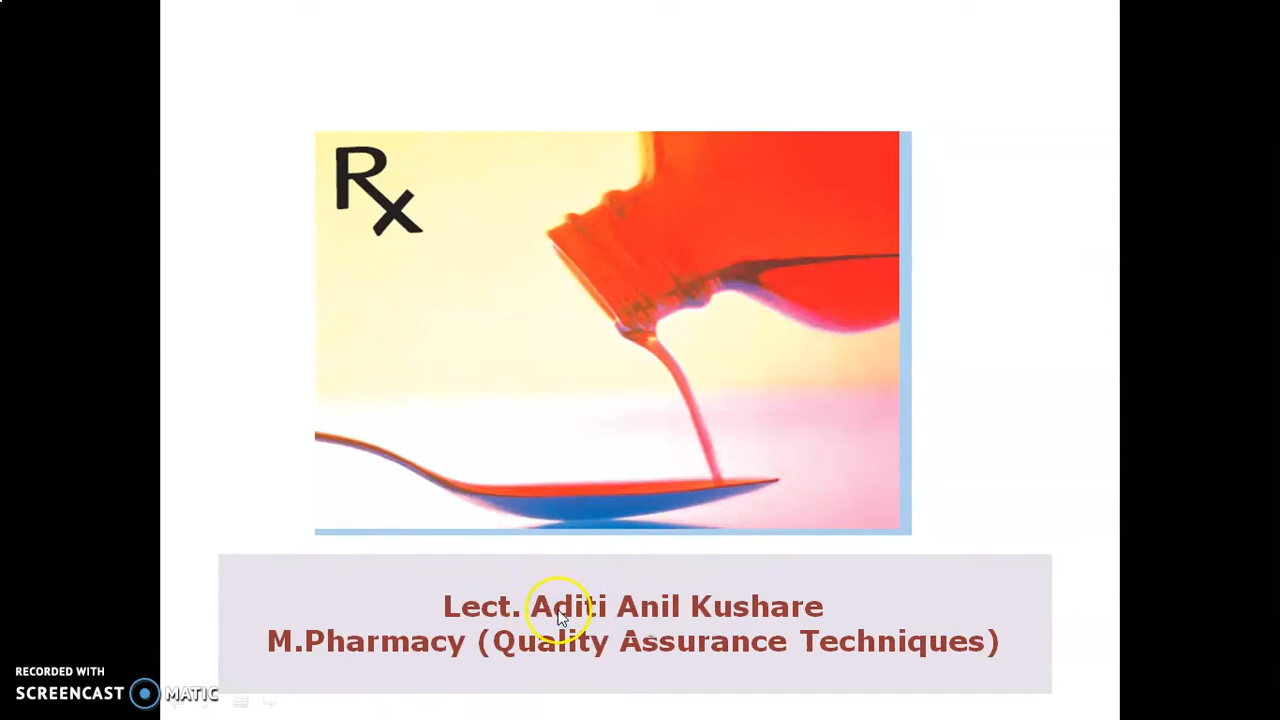 Rx
Lect. Aditi Anil Kushare
M.Pharmacy (Quality Assurance Techniques)
RECORDED WITH
SCREENCAST MATIC